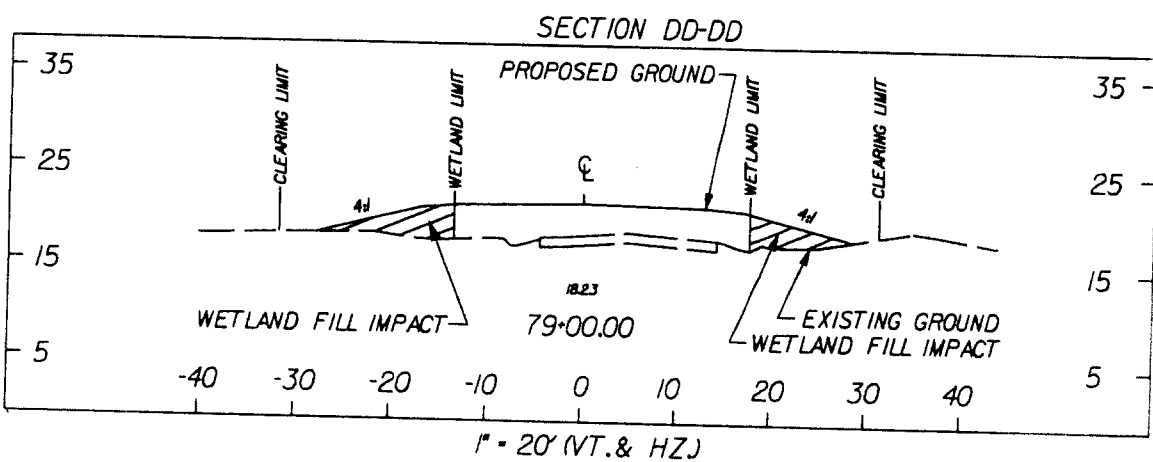 SECTION DD-DD
35
35
PROPOSED GROUND
CLEARING LIMIT
WETLAND LIMIT
WETLAND LIMIT
CLEARING LIMIT
25
25
℄
4:1
4:1
15
15
18.23
WETLAND FILL IMPACT
79+00.00
EXISTING GROUND
WETLAND FILL IMPACT
5
5
-40 -30 -20 -10 0 10 20 30 40
1" = 20' (VT. & HZ.)